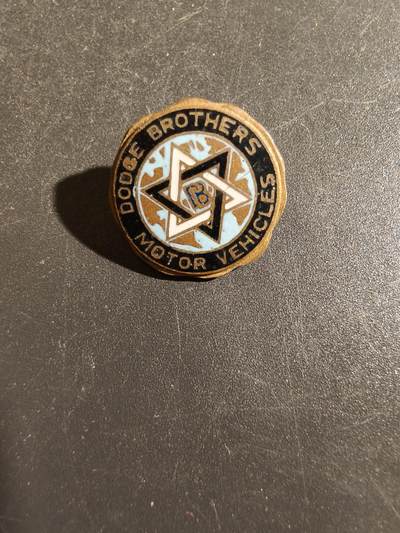 DODGE BROTHERS
MOTOR VEHICLES
DB